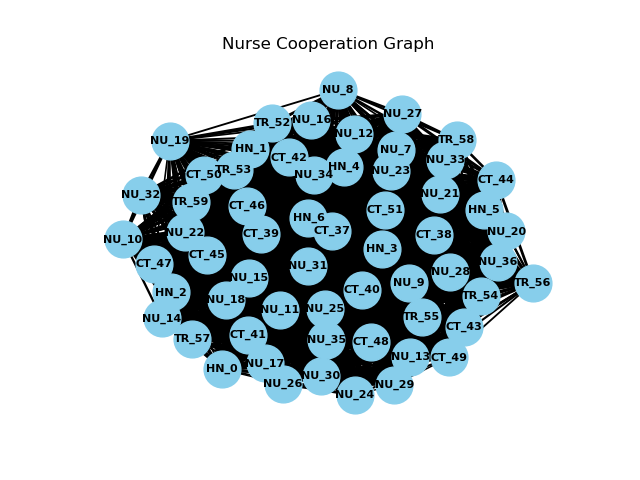 Nurse Cooperation Graph
NU_8
NU_27
NU_16
TR_52
NU_12
TR_58
NU_19
HN_1
NU_7
CT_42
NU_33
HN_4
TR_53
NU_23
CT_50
NU_34
CT_44
NU_32
NU_21
TR_59
CT_46
CT_51
HN_5
HN_6
CT_37
NU_20
NU_22
CT_39
CT_38
NU_10
HN_3
CT_45
CT_47
NU_31
NU_36
NU_28
NU_15
NU_9
TR_56
HN_2
CT_40
TR_54
NU_18
NU_11
NU_25
NU_14
TR_55
CT_43
TR_57
CT_41
NU_35
CT_48
NU_13
CT_49
NU_17
HN_0
NU_30
NU_26
NU_29
NU_24